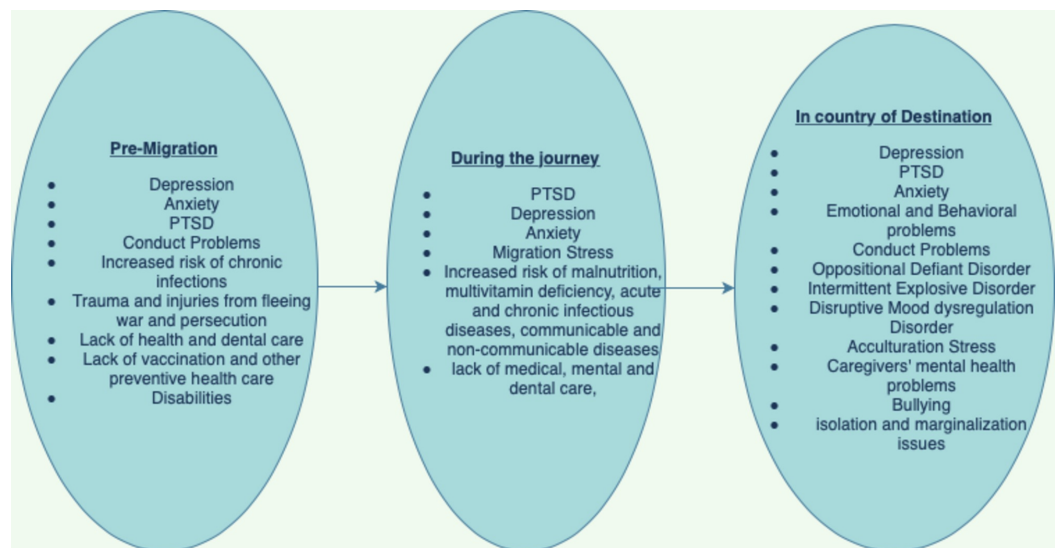 Pre-Migration
● Depression
● Anxiety
● PTSD
● Conduct Problems
● Increased risk of chronic
infections
● Trauma and injuries from fleeing
war and persecution
● Lack of health and dental care
● Lack of vaccination and other
preventive health care
● Disabilities
During the journey
● PTSD
● Depression
● Anxiety
● Migration Stress
● Increased risk of malnutrition,
multivitamin deficiency, acute
and chronic infectious
diseases, communicable and
non-communicable diseases
● lack of medical, mental and
dental care,
In country of Destination
● Depression
● PTSD
● Anxiety
● Emotional and Behavioral
problems
● Conduct Problems
● Oppositional Defiant Disorder
● Intermittent Explosive Disorder
● Disruptive Mood dysregulation
Disorder
● Acculturation Stress
● Caregivers' mental health
problems
● Bullying
● isolation and marginalization
issues